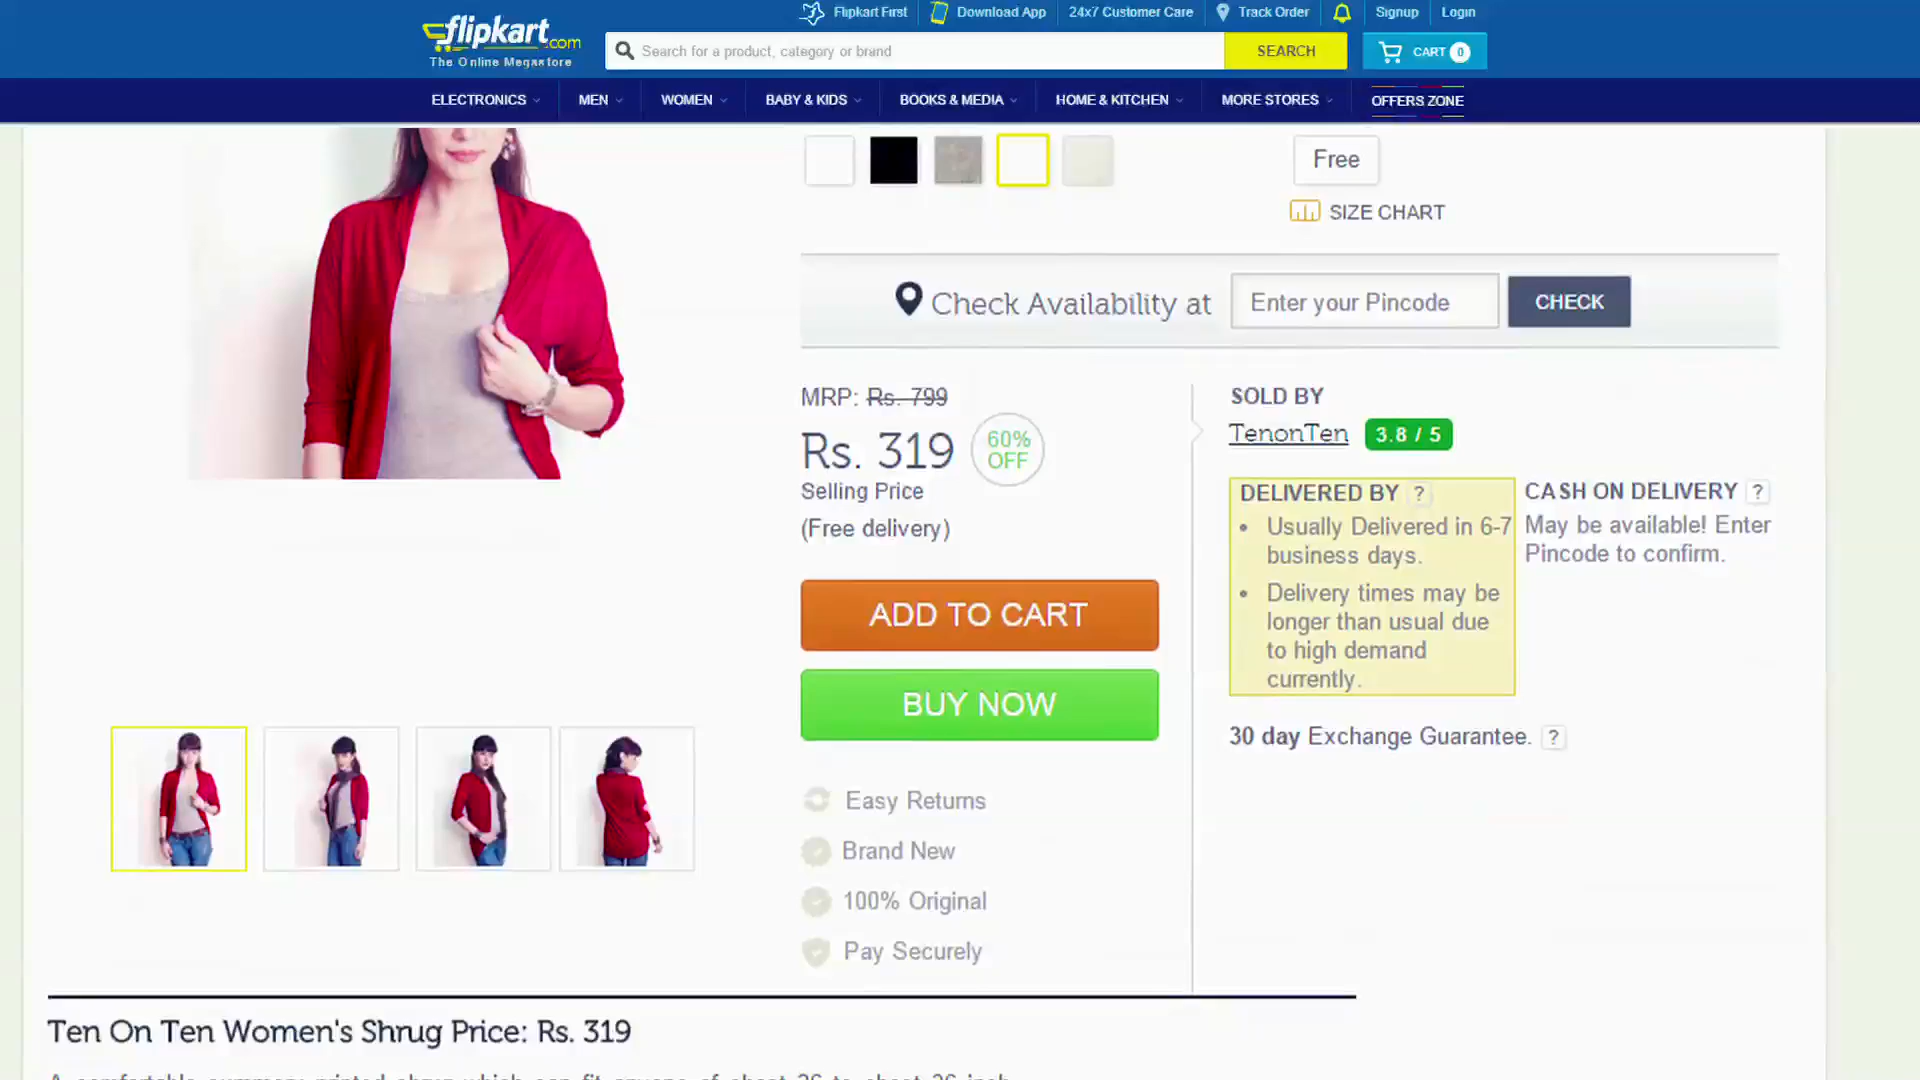 flipkart.com
The Online Megastore
Flipkart First
Download App
24x7 Customer Care
Track Order
Signup
Login
Search for a product, category or brand
SEARCH
CART 0
ELECTRONICS
MEN
WOMEN
BABY & KIDS
BOOKS & MEDIA
HOME & KITCHEN
MORE STORES
OFFERS ZONE
Free
SIZE CHART
Check Availability at
Enter your Pincode
CHECK
MRP: Rs. 799
Rs. 319
60%
OFF
Selling Price
(Free delivery)
ADD TO CART
BUY NOW
Easy Returns
Brand New
100% Original
Pay Securely
SOLD BY
TenonTen 3.8 / 5
DELIVERED BY ?
• Usually Delivered in 6-7
business days.
• Delivery times may be
longer than usual due
to high demand
currently.
CASH ON DELIVERY ?
May be available! Enter
Pincode to confirm.
30 day Exchange Guarantee. ?
Ten On Ten Women's Shrug Price: Rs. 319